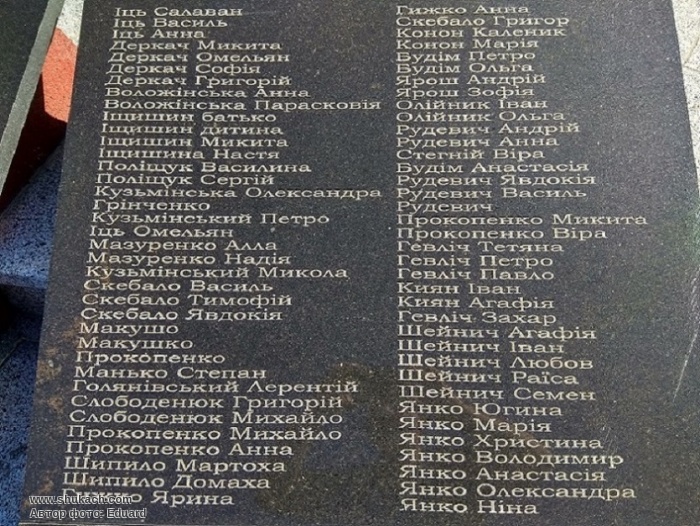 Іць Салаван
Іць Василь
Іць Анна
Деркач Микита
Деркач Омельян
Деркач Софія
Деркач Григорій
Воложінська Анна
Воложінська Парасковія
Іщишин батько
Іщишин дитина
Іщишин Микита
Іщишина Настя
Поліщук Василина
Поліщук Сергій
Кузьмінська Олександра
Грінченко
Кузьмінський Петро
Іць Омельян
Мазуренко Алла
Мазуренко Надія
Кузьмінський Микола
Скебало Василь
Скебало Тимофій
Скебало Явдокія
Макушо
Макушко
Прокопенко
Манько Степан
Голянівський Лерентій
Слободенюк Григорій
Слободенюк Михайло
Прокопенко Михайло
Прокопенко Анна
Шипило Мартоха
Шипило Домаха
Ярина
Гижко Анна
Скебало Григор
Конон Каленик
Конон Марія
Будім Петро
Будім Ольга
Ярош Андрій
Ярош Зофія
Олійник Іван
Олійник Ольга
Рудевич Андрій
Рудевич Анна
Стегній Віра
Будім Анастасія
Рудевич Явдокія
Рудевич Василь
Рудевич
Прокопенко Микита
Прокопенко Віра
Гевліч Тетяна
Гевліч Петро
Гевліч Павло
Киян Іван
Киян Агафія
Гевліч Захар
Шейнич Агафія
Шейнич Іван
Шейнич Любов
Шейнич Раїса
Шейнич Семен
Янко Югина
Янко Марія
Янко Христина
Янко Володимир
Янко Анастасія
Янко Олександра
Янко Ніна
www.shukach.com
Автор фото: Eduard